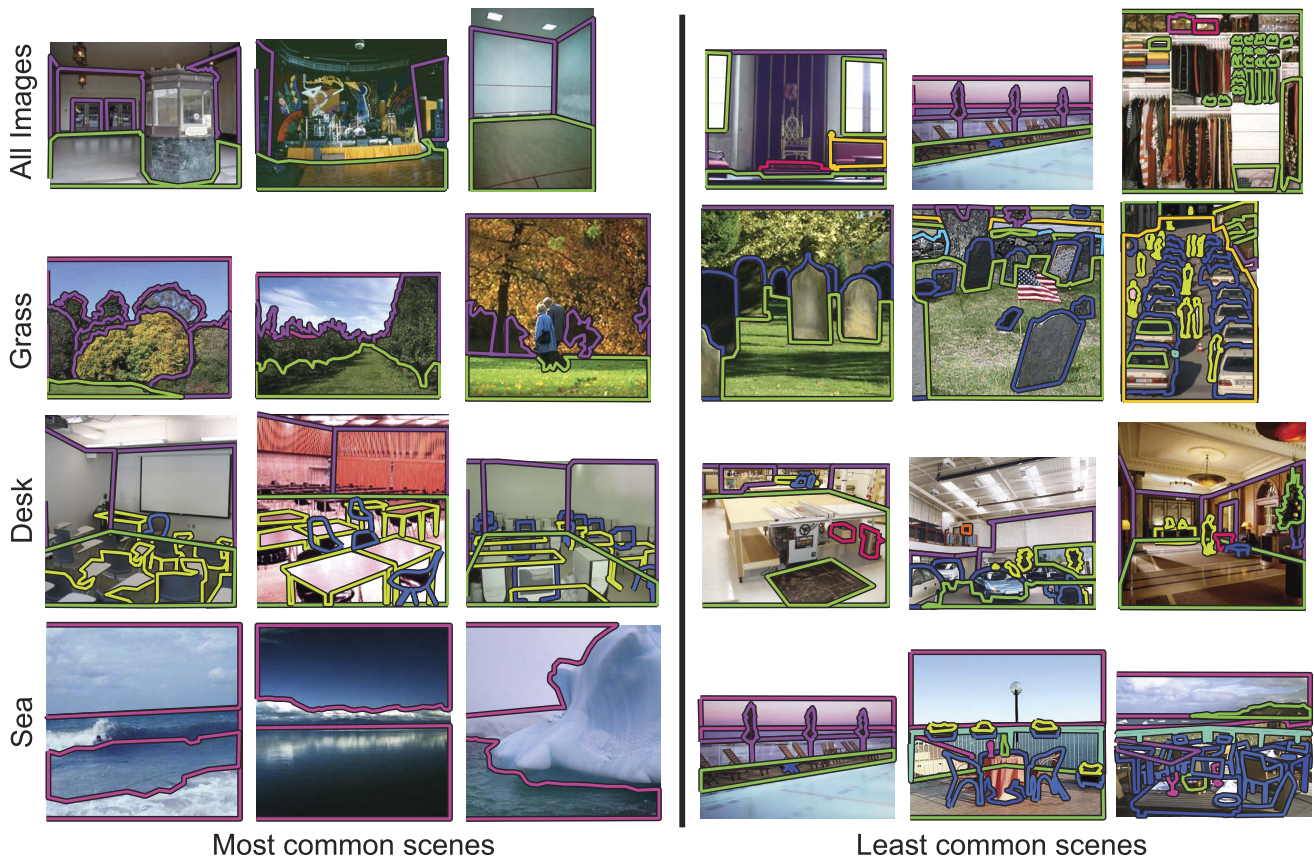 All Images
Grass
Desk
Sea
Most common scenes
Least common scenes